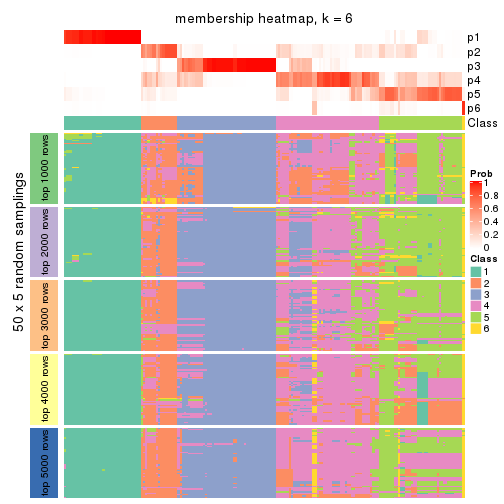 membership heatmap, k = 6
p1
p2
p3
p4
p5
p6
Class
50 x 5 random samplings
top 1000 rows
top 2000 rows
top 3000 rows
top 4000 rows
top 5000 rows
Prob
1
0.8
0.6
0.4
0.2
0
Class
1
2
3
4
5
6